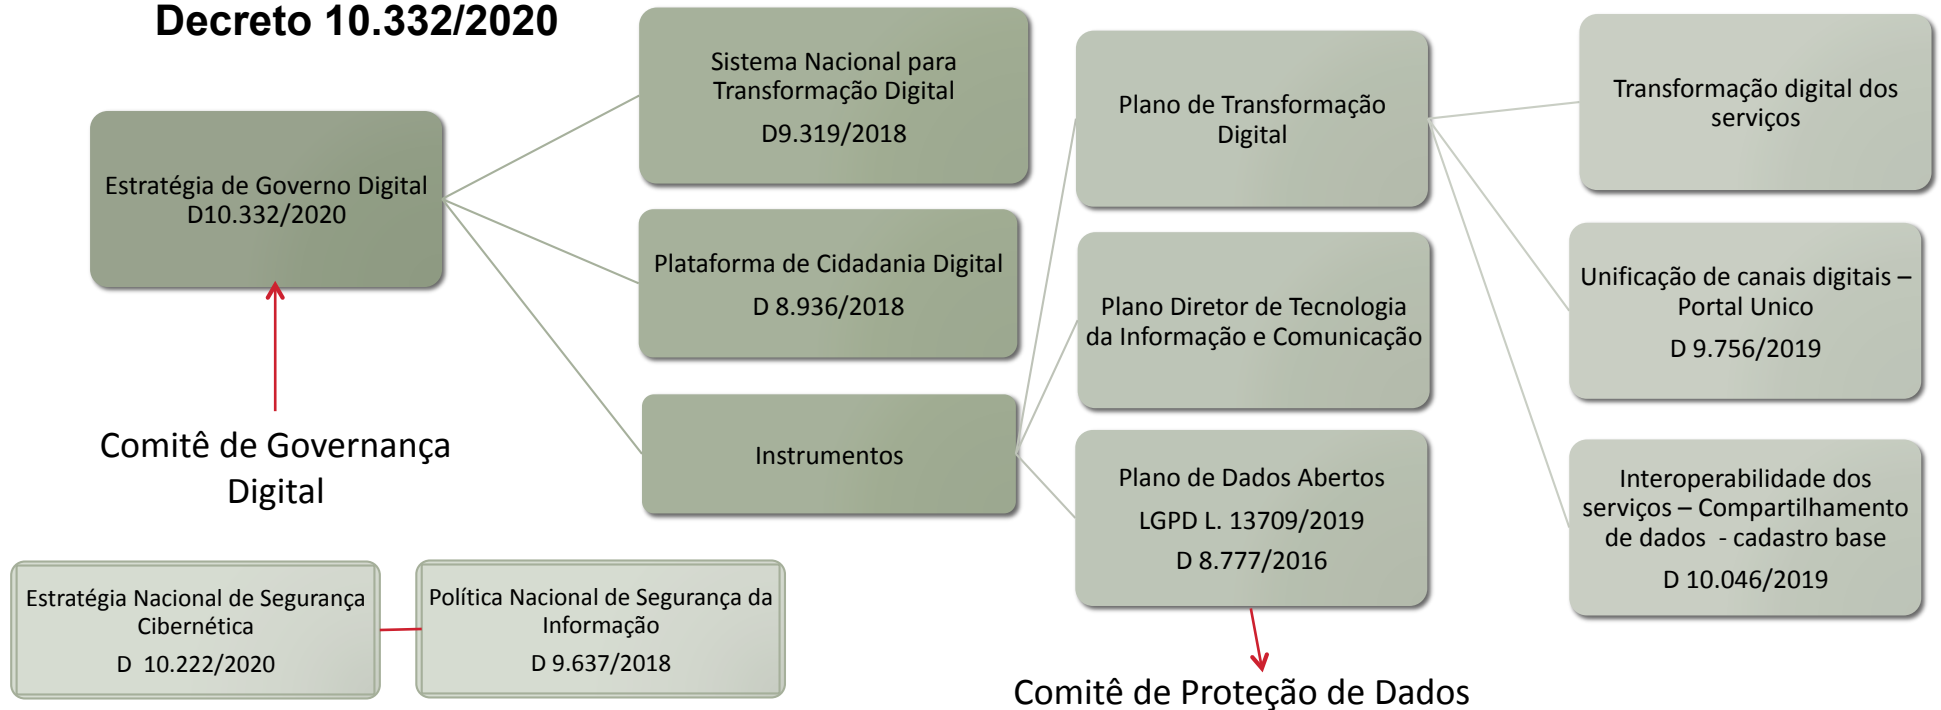 Decreto 10.332/2020
Estratégia de Governo Digital
D10.332/2020
Comitê de Governança
Digital
Sistema Nacional para
Transformação Digital
D9.319/2018
Plataforma de Cidadania Digital
D 8.936/2018
Instrumentos
Plano de Transformação
Digital
Plano Diretor de Tecnologia
da Informação e Comunicação
Plano de Dados Abertos
LGPD L. 13709/2019
D 8.777/2016
Comitê de Proteção de Dados
Transformação digital dos
serviços
Unificação de canais digitais –
Portal Unico
D 9.756/2019
Interoperabilidade dos
serviços – Compartilhamento
de dados - cadastro base
D 10.046/2019
Estratégia Nacional de Segurança
Cibernética
D 10.222/2020
Política Nacional de Segurança da
Informação
D 9.637/2018